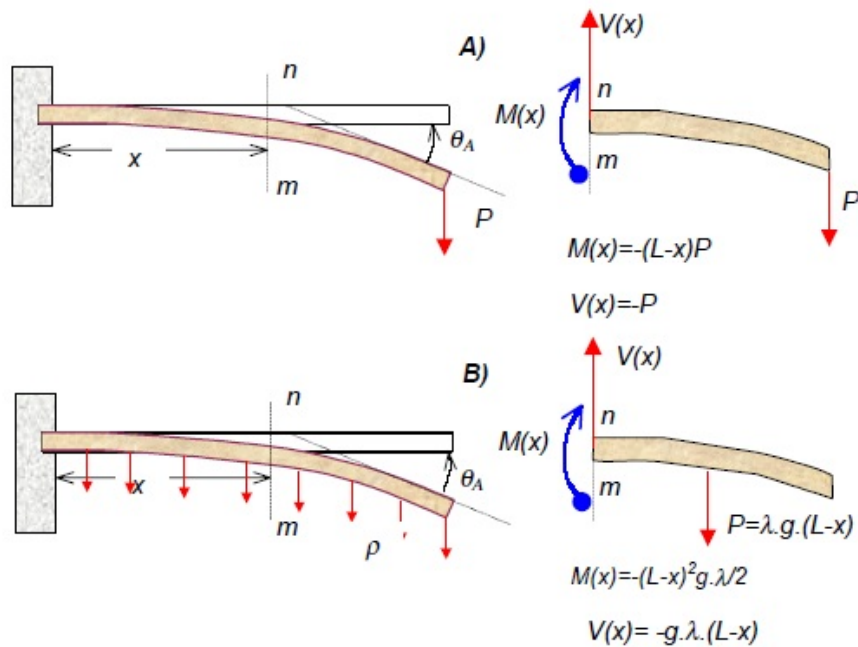 A)
V(x)
n
n
M(x)
θA
x
m
m
P
P
M(x)=-(L-x)P
V(x)=-P
B)
V(x)
n
n
M(x)
x
θA
m
m
P=λ.g.(L-x)
ρ
M(x)=-(L-x)²g.λ/2
V(x)= -g.λ.(L-x)